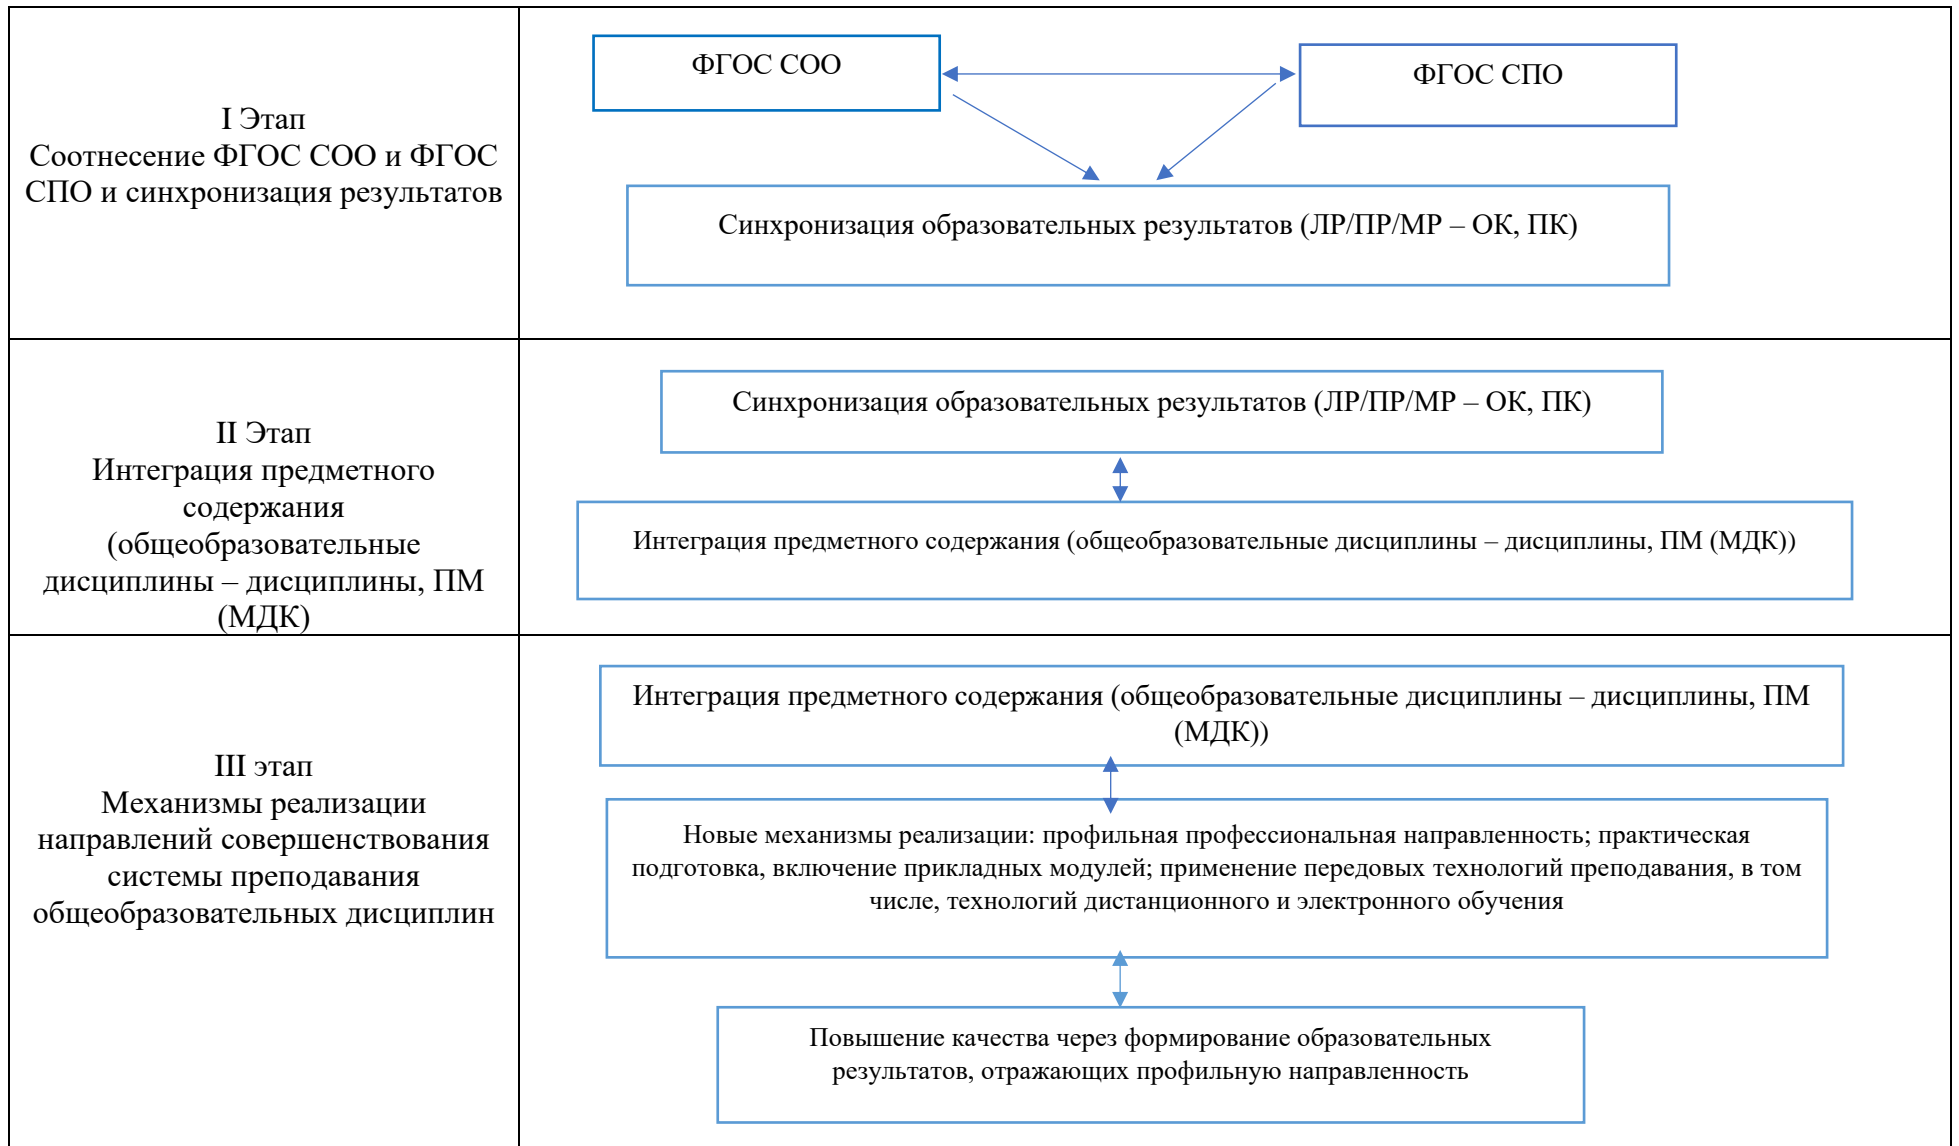 I Этап
Соотнесение ФГОС СОО и ФГОС
СПО и синхронизация результатов
ФГОС СОО
ФГОС СПО
Синхронизация образовательных результатов (ЛР/ПР/МР – ОК, ПК)
II Этап
Интеграция предметного
содержания
(общеобразовательные
дисциплины – дисциплины, ПМ
(МДК)
Синхронизация образовательных результатов (ЛР/ПР/МР – ОК, ПК)
Интеграция предметного содержания (общеобразовательные дисциплины – дисциплины, ПМ (МДК))
III этап
Механизмы реализации
направлений совершенствования
системы преподавания
общеобразовательных дисциплин
Интеграция предметного содержания (общеобразовательные дисциплины – дисциплины, ПМ
(МДК))
Новые механизмы реализации: профильная профессиональная направленность; практическая
подготовка, включение прикладных модулей; применение передовых технологий преподавания, в том
числе, технологий дистанционного и электронного обучения
Повышение качества через формирование образовательных
результатов, отражающих профильную направленность